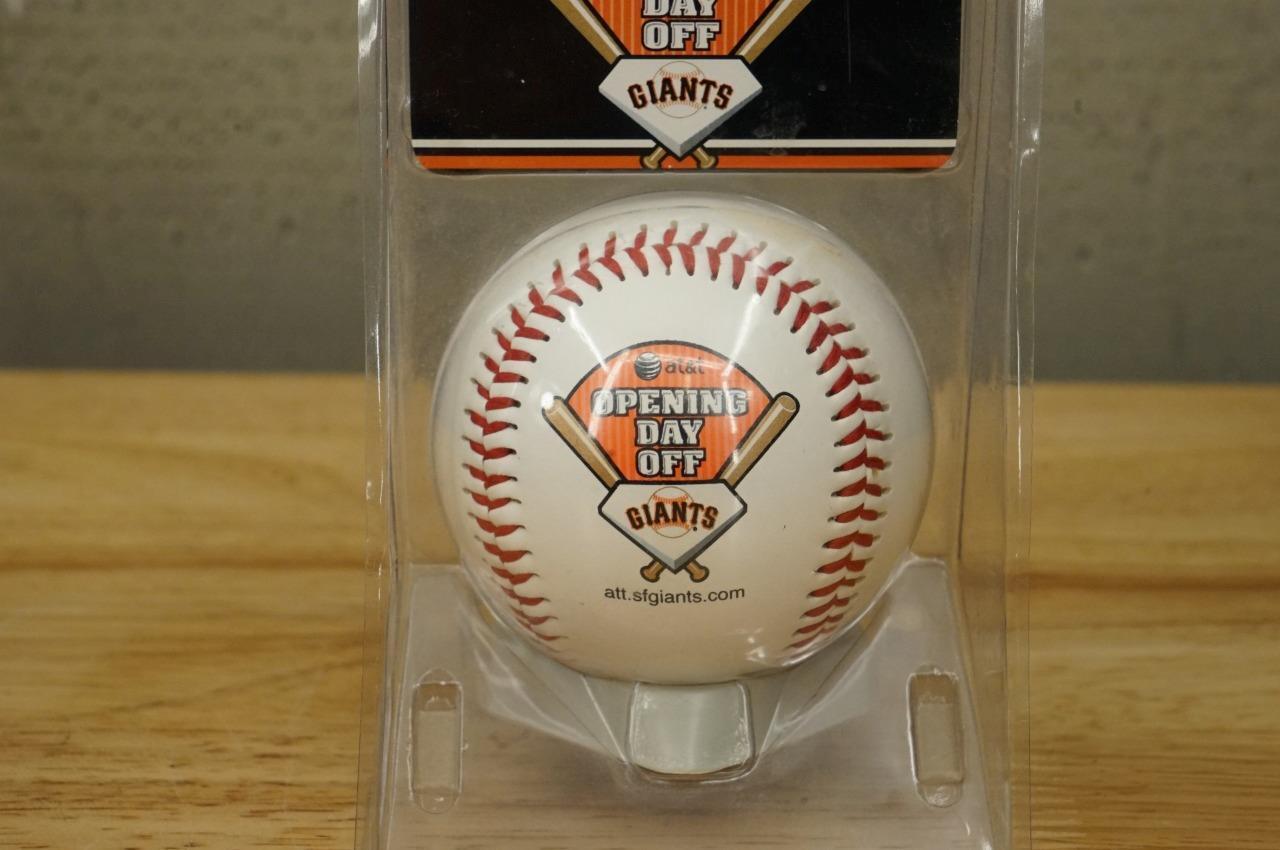 DAY
OFF
GIANTS
at&t
OPENING
DAY
OFF
GIANTS
att.sfgiants.com